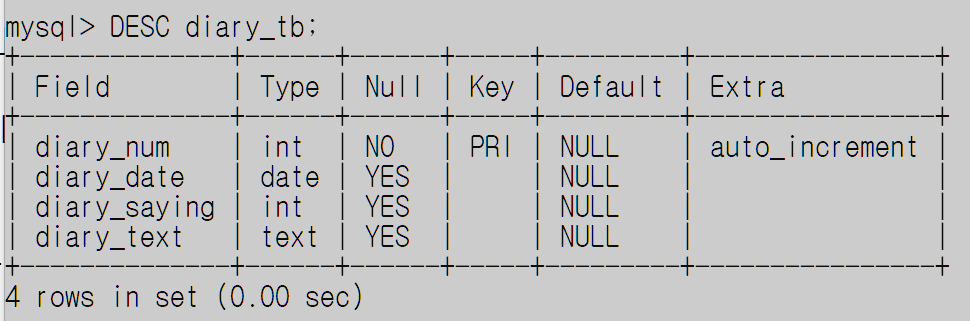 mysql> DESC diary_tb;
+---------------+------+------+-----+---------+----------------+
| Field | Type | Null | Key | Default | Extra |
+---------------+------+------+-----+---------+----------------+
| diary_num | int | NO | PRI | NULL | auto_increment |
| diary_date | date | YES | | NULL | |
| diary_saying | int | YES | | NULL | |
| diary_text | text | YES | | NULL | |
+---------------+------+------+-----+---------+----------------+
4 rows in set (0.00 sec)